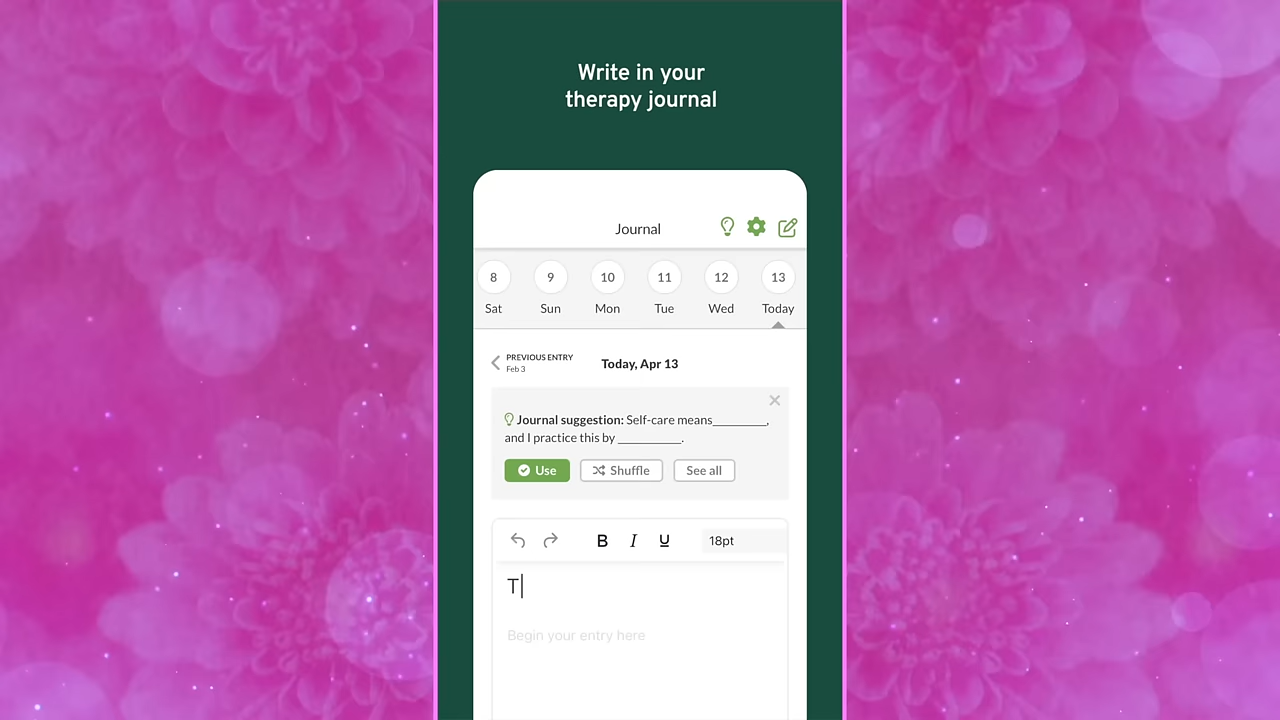 Write in your
therapy journal
Journal
8 9 10 11 12 13
Sat Sun Mon Tue Wed Today
PREVIOUS ENTRY
Feb 3
Today, Apr 13
Journal suggestion: Self-care means_________,
and I practice this by __________.
Use Shuffle See all
B I U 18pt
T
Begin your entry here